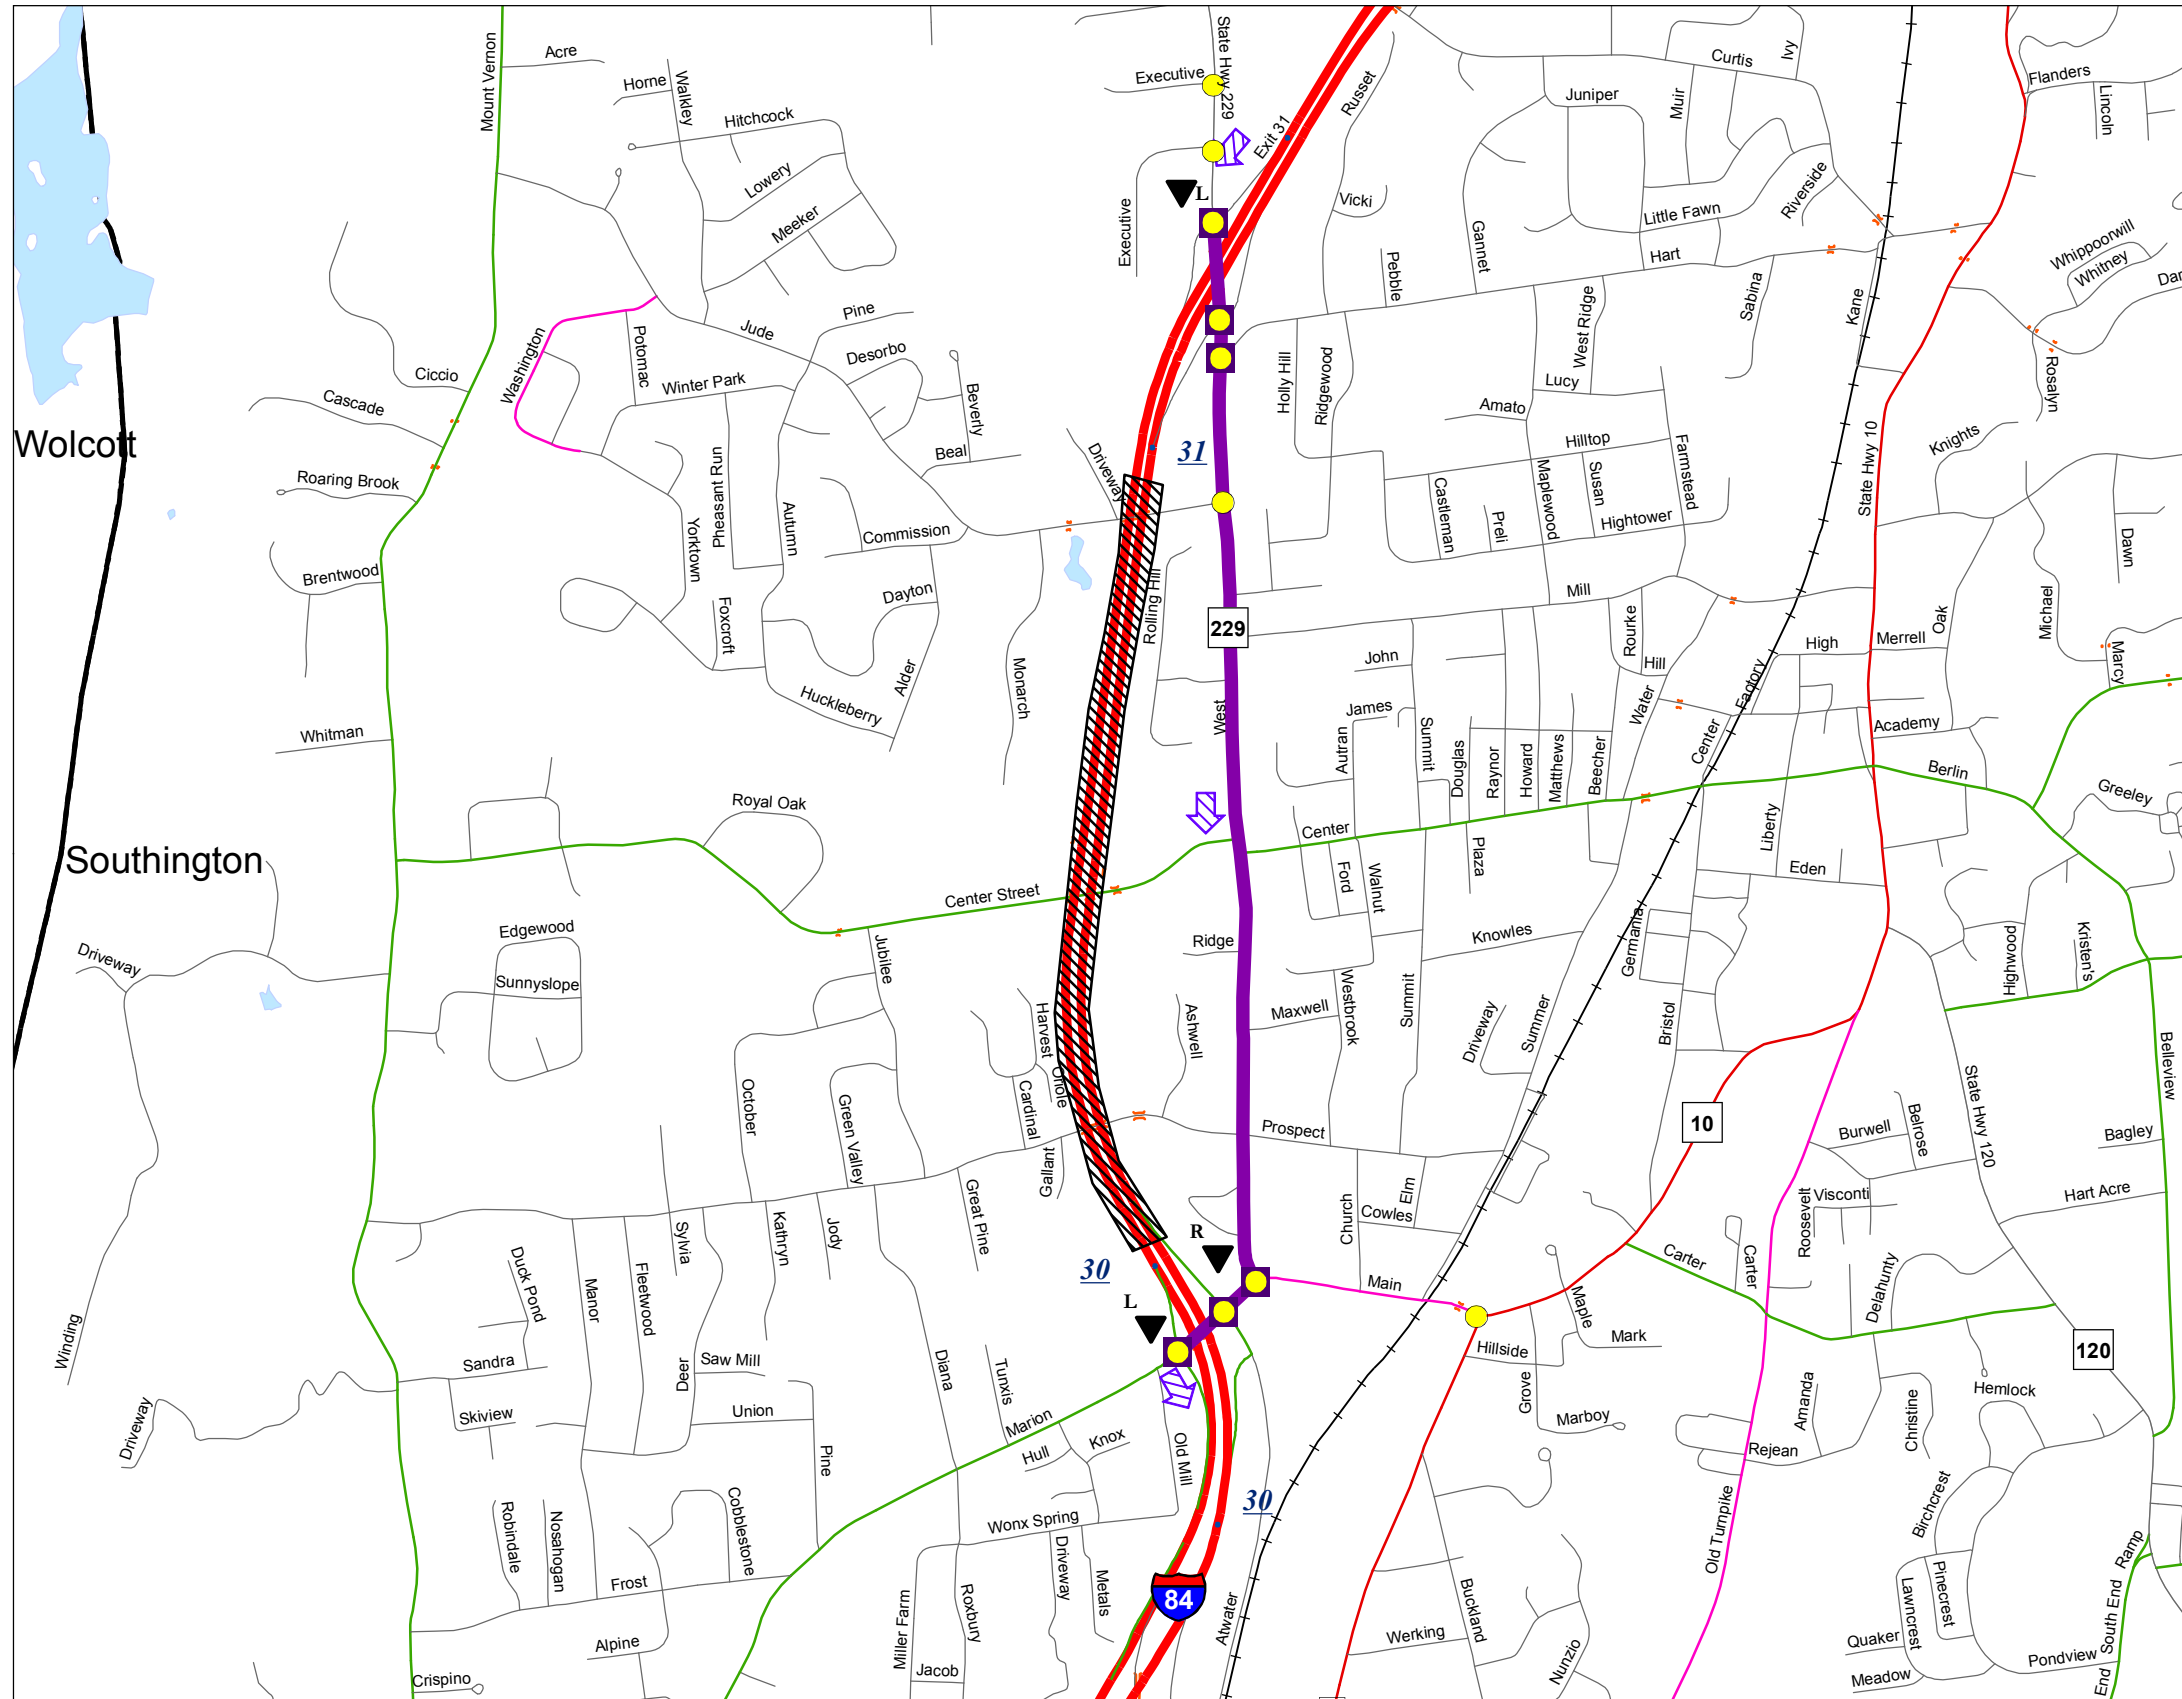 Mount Vernon
Acre
Horne
Walkley
Hitchcock
Lowery
Meeker
Executive
State Hwy 229
Exit 31
Russet
Curtis
Ivy
Juniper
Muir
Flanders
Lincoln
L
Executive
Vicki
Gannet
Little Fawn
Riverside
Hart
Pebble
Sabina
Kane
Whippoorwill
Whitney
Dar
Washington
Potomac
Jude
Pine
Desorbo
Winter Park
Beverly
Beal
Ciccio
Cascade
Wolcott
Roaring Brook
Holly Hill
Ridgewood
West Ridge
Lucy
Amato
Hilltop
Farmstead
Maplewood
Susan
Castleman
Preli
Hightower
State Hwy 10
Knights
Rosalyn
Dawn
31
Driveway
Yorktown
Pheasant Run
Autumn
Commission
Brentwood
Foxcroft
Dayton
Alder
Huckleberry
Monarch
Rolling Hill
229
Mill
Rourke
Hill
Water
John
James
Autran
Summit
Douglas
Raynor
Howard
Matthews
Beecher
Center
Factory
High
Merrell
Oak
Michael
Marcy
Academy
Berlin
Greeley
Whitman
West
Royal Oak
Southington
Center Street
Center
Ford
Walnut
Plaza
Liberty
Eden
Driveway
Edgewood
Sunnyslope
Jubilee
Ridge
Knowles
Germania
Highwood
Kristen's
Maxwell
Westbrook
Summit
Driveway
Summer
Bristol
Belleview
Harvest
Oriole
Cardinal
Ashwell
October
Green Valley
Gallant
Prospect
10
State Hwy 120
Burwell
Belrose
Bagley
Hart Acre
Roosevelt
Visconti
Church
Elm
Cowles
Great Pine
Sylvia
Kathryn
Jody
R
30
L
Main
Carter
Carter
Delahunty
Maple
Mark
Hillside
120
Winding
Duck Pond
Manor
Fleetwood
Sandra
Deer
Saw Mill
Union
Pine
Diana
Tunxis
Marion
Hull
Knox
Old Mill
Driveway
Skiview
Grove
Marboy
Amanda
Rejean
Christine
Hemlock
Birchcrest
Old Turnpike
30
Robindale
Nosahogan
Cobblestone
Wonx Spring
Driveway
Metals
84
Frost
Miller Farm
Roxbury
Atwater
Buckland
Werking
Nunzio
Lawncrest
Pinecrest
South End
Ramp
Quaker
Meadow
Pondview
End
Alpine
Crispino
Jacob